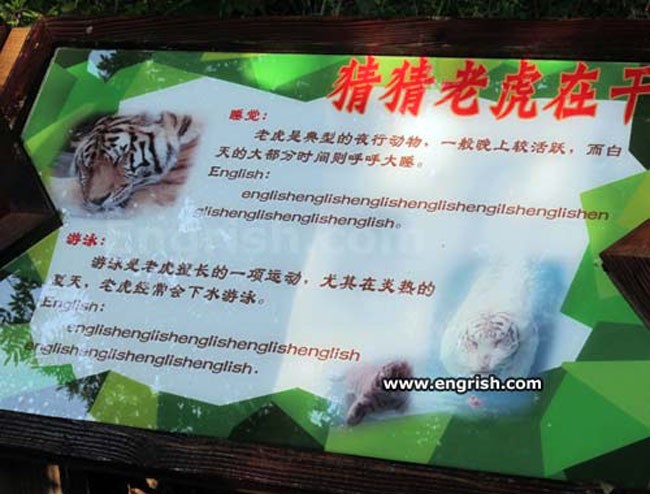 猜猜老虎在干
睡觉：
老虎是典型的夜行动物，一般晚上较活跃，而白
天的大部分时间则呼呼大睡。
English：
englishenglishenglishenglishengilshenglishen
glishenglishenglishenglish。
游泳：
游泳是老虎擅长的一项运动，尤其在炎热的
夏天，老虎经常会下水游泳。
English：
englishenglishenglishenglishenglish
englishenglishenglishenglish.
www.engrish.com
engrish.com